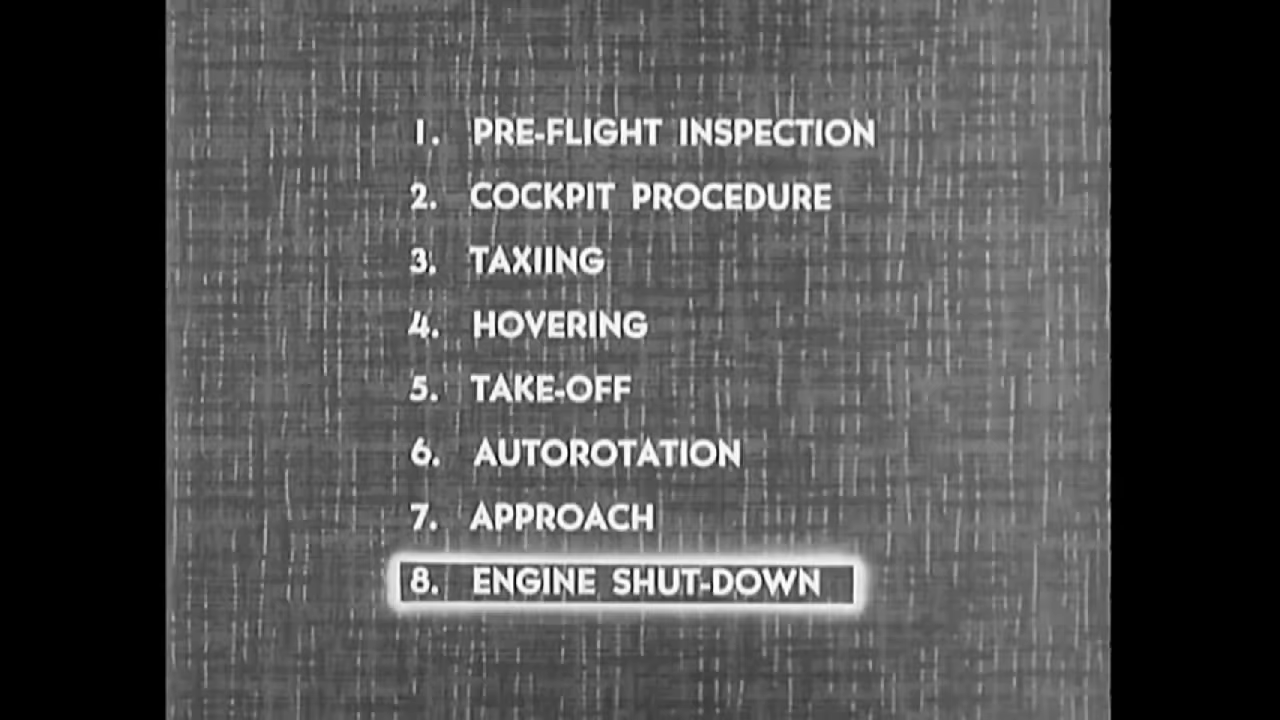 1. PRE-FLIGHT INSPECTION
2. COCKPIT PROCEDURE
3. TAXIING
4. HOVERING
5. TAKE-OFF
6. AUTOROTATION
7. APPROACH
8. ENGINE SHUT-DOWN